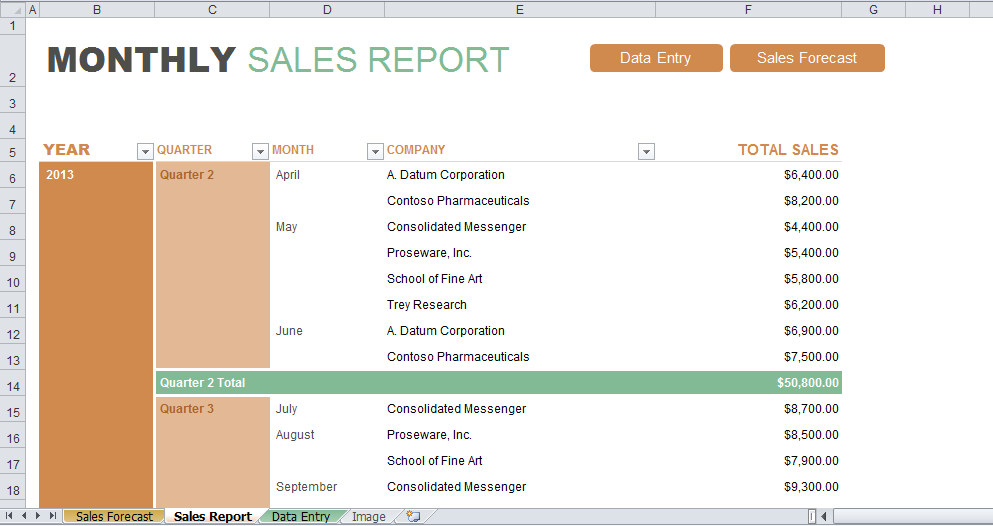 A B C D E F G H
1
2 MONTHLY SALES REPORT Data Entry Sales Forecast
3
4
5 YEAR QUARTER MONTH COMPANY TOTAL SALES
6 2013 Quarter 2 April A. Datum Corporation $6,400.00
7 Contoso Pharmaceuticals $8,200.00
8 May Consolidated Messenger $4,400.00
9 Proseware, Inc. $5,400.00
10 School of Fine Art $5,800.00
11 Trey Research $6,200.00
12 June A. Datum Corporation $6,900.00
13 Contoso Pharmaceuticals $7,500.00
14 Quarter 2 Total $50,800.00
15 Quarter 3 July Consolidated Messenger $8,700.00
16 August Proseware, Inc. $8,500.00
17 School of Fine Art $7,900.00
18 September Consolidated Messenger $9,300.00
Sales Forecast Sales Report Data Entry Image